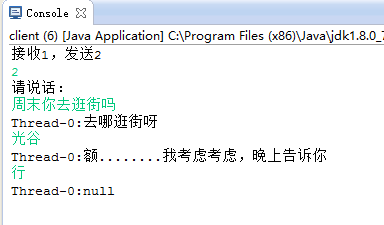 Console
client (6) [Java Application] C:\Program Files (x86)\Java\jdk1.8.0_7
接收1，发送2
2
请说话：
周末你去逛街吗
Thread-0:去哪逛街呀
光谷
Thread-0:额........我考虑考虑，晚上告诉你
行
Thread-0:null